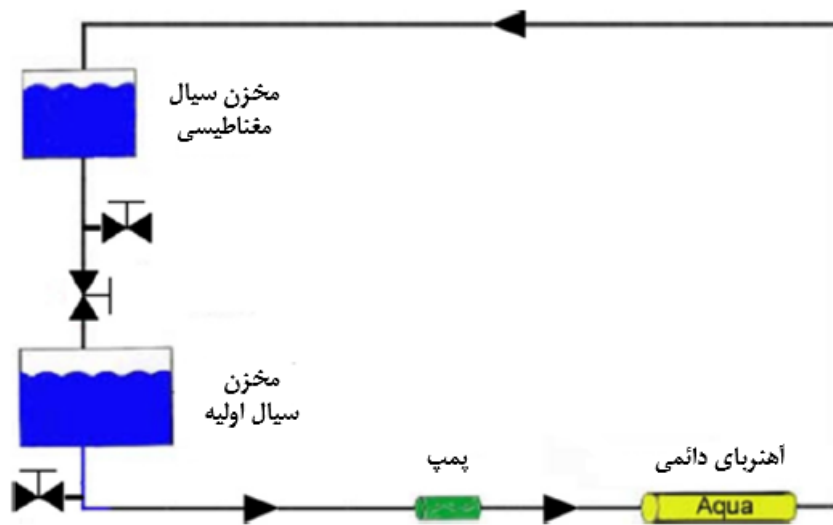 مخزن سیال
مغناطیسی
مخزن
سیال اولیه
پمپ
آهنربای دائمی
Aqua